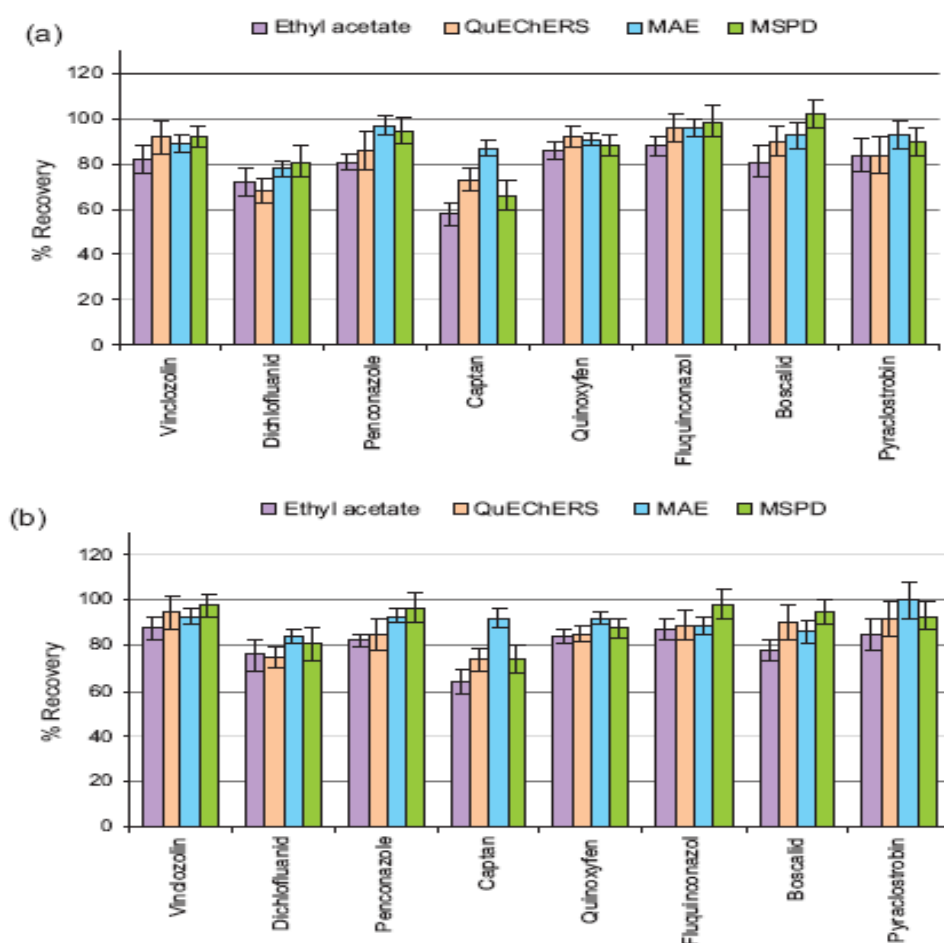 (a)
Ethyl acetate QuEChERS MAE MSPD
120
100
80
60
40
20
0
% Recovery
Vinclozolin
Dichlofluanid
Penconazole
Captan
Quinoxyfen
Fluquinconazol
Boscalid
Pyraclostrobin
(b)
Ethyl acetate QuEChERS MAE MSPD
120
100
80
60
40
20
0
% Recovery
Vinclozolin
Dichlofluanid
Penconazole
Captan
Quinoxyfen
Fluquinconazol
Boscalid
Pyraclostrobin